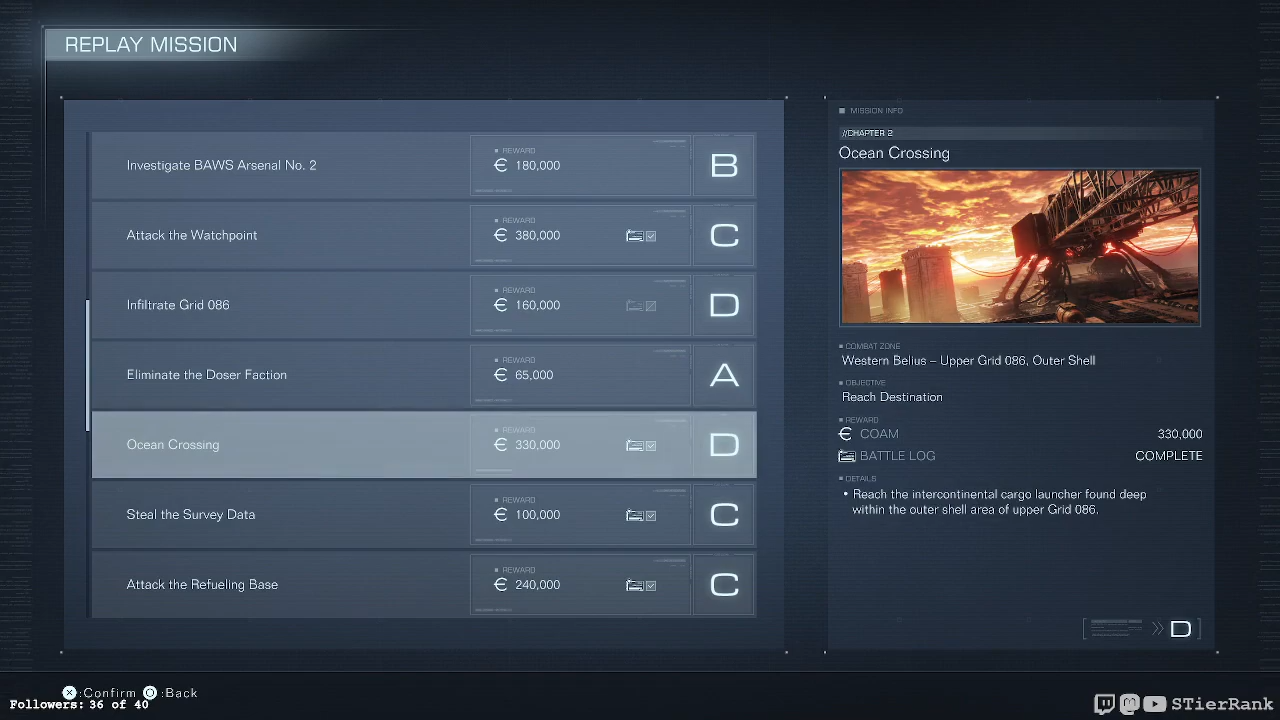 REPLAY MISSION
Investigate BAWS Arsenal No. 2
REWARD
180,000
B
Attack the Watchpoint
REWARD
380,000
C
Infiltrate Grid 086
REWARD
160,000
D
Eliminate the Doser Faction
REWARD
65,000
A
Ocean Crossing
REWARD
330,000
D
Steal the Survey Data
REWARD
100,000
C
Attack the Refueling Base
REWARD
240,000
C
MISSION INFO
//CHAPTER 2
Ocean Crossing
COMBAT ZONE
Western Belius – Upper Grid 086, Outer Shell
OBJECTIVE
Reach Destination
REWARD
COAM 330,000
BATTLE LOG COMPLETE
DETAILS
• Reach the intercontinental cargo launcher found deep
within the outer shell area of upper Grid 086.
D
:Confirm :Back
Followers: 36 of 40
STierRank